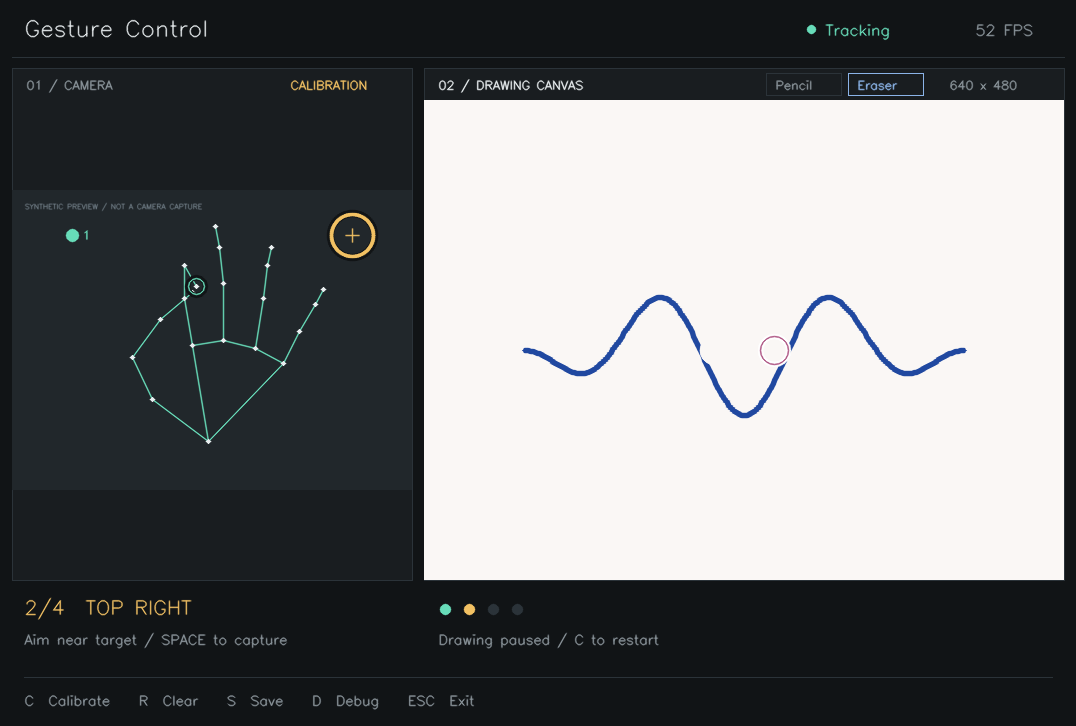 Gesture Control
Tracking
52 FPS
01 / CAMERA
CALIBRATION
02 / DRAWING CANVAS
Pencil
Eraser
640 x 480
SYNTHETIC PREVIEW / NOT A CAMERA CAPTURE
1
2/4 TOP RIGHT
Aim near target / SPACE to capture
Drawing paused / C to restart
C Calibrate R Clear S Save D Debug ESC Exit